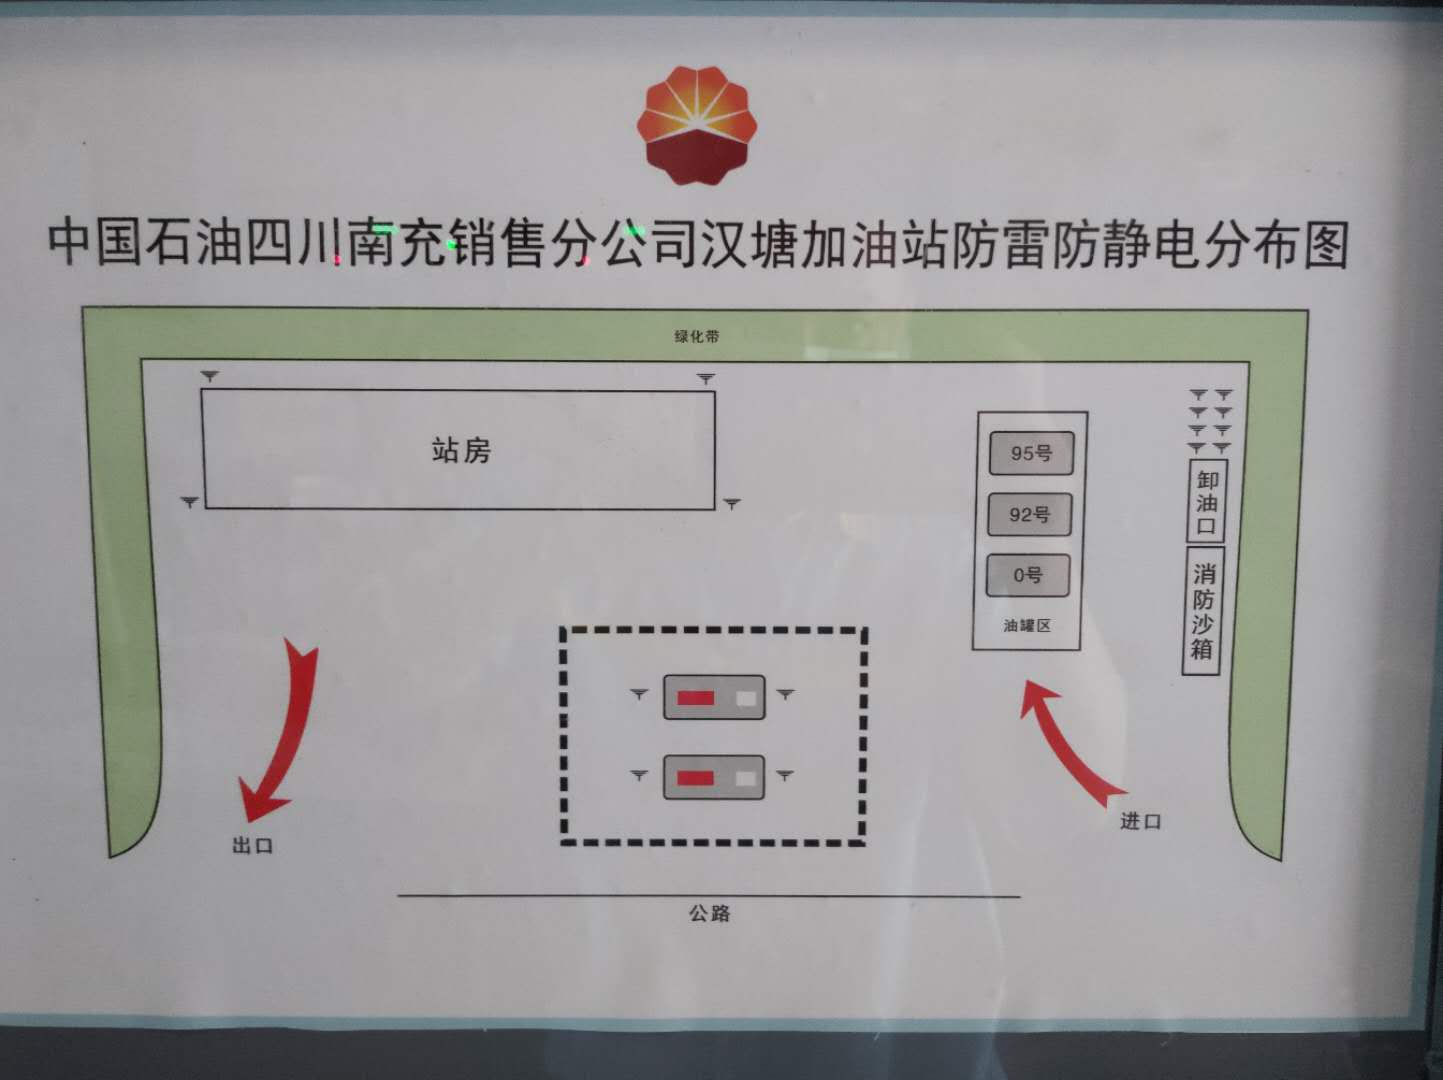 中国石油四川南充销售分公司汉塘加油站防雷防静电分布图
绿化带
站房
95号
92号
0号
油罐区
卸油口
消防沙箱
出口
进口
公路